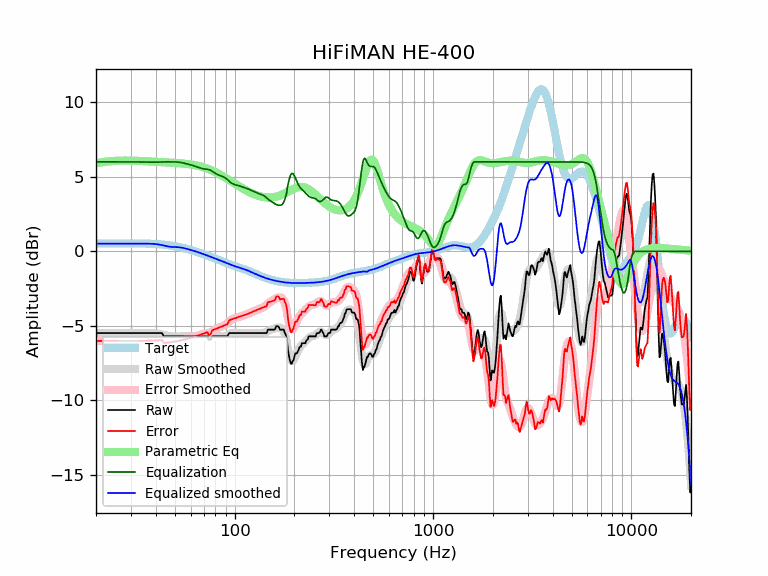 HiFiMAN HE-400
Amplitude (dBr)
10
5
0
−5
−10
−15
Target
Raw Smoothed
Error Smoothed
Raw
Error
Parametric Eq
Equalization
Equalized smoothed
100
1000
10000
Frequency (Hz)